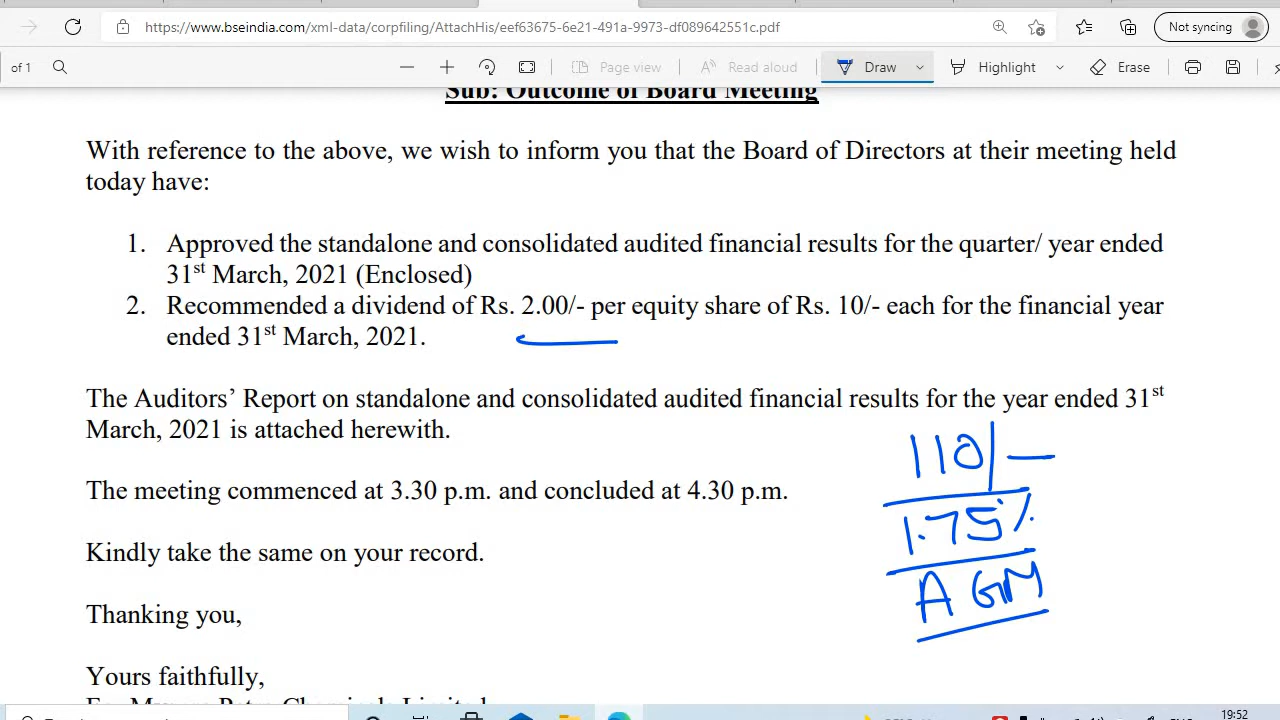 https://www.bseindia.com/xml-data/corpfiling/AttachHis/eef63675-6e21-491a-9973-df089642551c.pdf
Not syncing
of 1
Page view
Read aloud
Draw
Highlight
Erase
Sub: Outcome of Board Meeting
With reference to the above, we wish to inform you that the Board of Directors at their meeting held
today have:
1. Approved the standalone and consolidated audited financial results for the quarter/ year ended
31st March, 2021 (Enclosed)
2. Recommended a dividend of Rs. 2.00/- per equity share of Rs. 10/- each for the financial year
ended 31st March, 2021.
The Auditors’ Report on standalone and consolidated audited financial results for the year ended 31st
March, 2021 is attached herewith.
110/-
The meeting commenced at 3.30 p.m. and concluded at 4.30 p.m.
1.75%
Kindly take the same on your record.
AGM
Thanking you,
Yours faithfully,
19:52